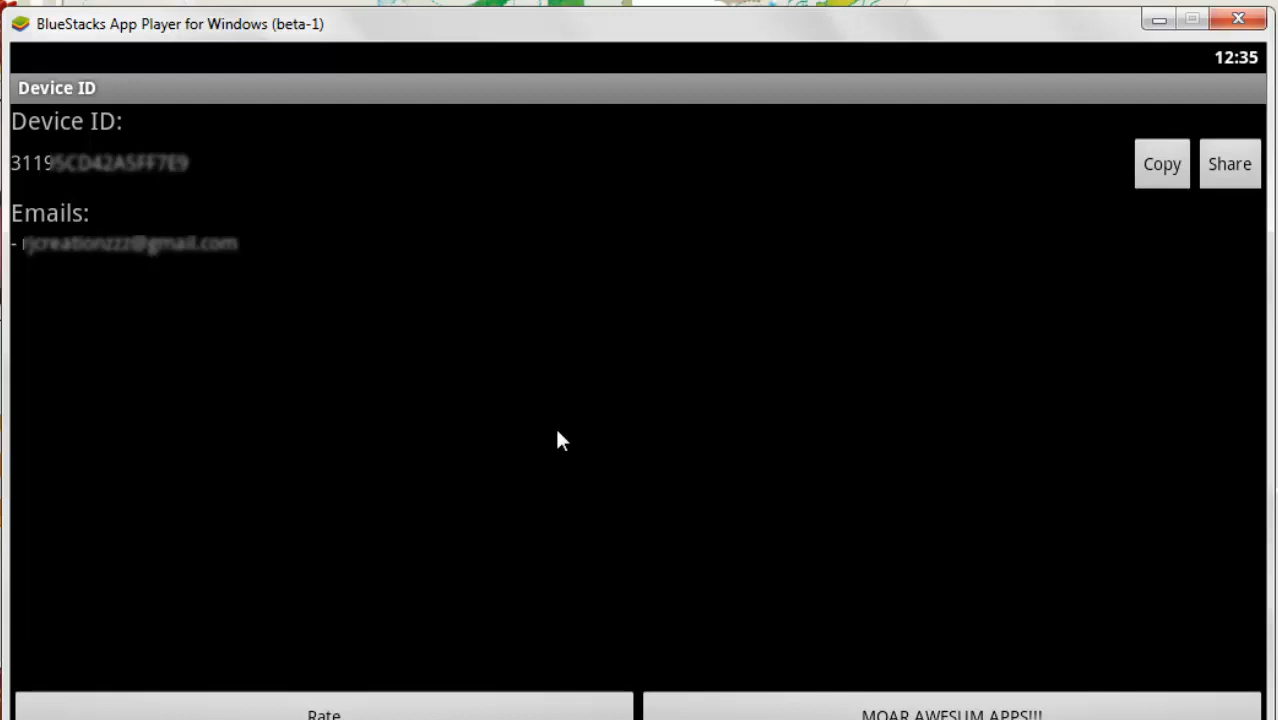 BlueStacks App Player for Windows (beta-1)
12:35
Device ID
Device ID:
3119
Copy
Share
Emails:
-
Rate
MOAR AWESUM APPS!!!